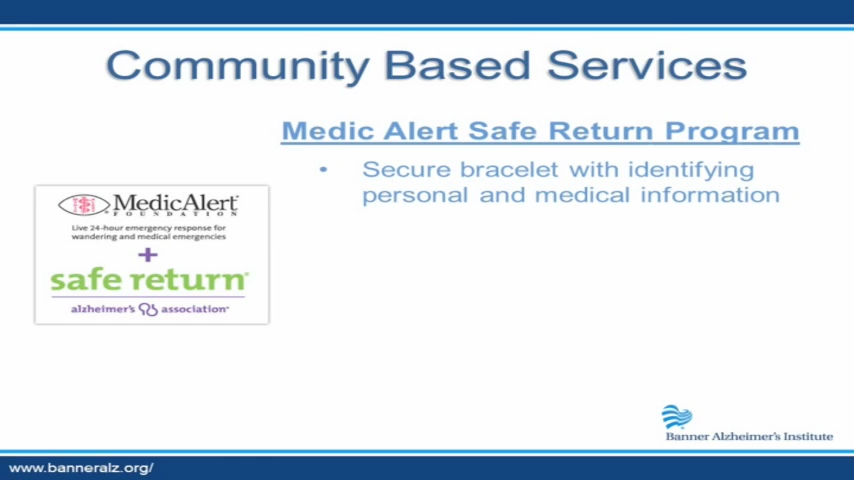 Community Based Services
Medic Alert Safe Return Program
• Secure bracelet with identifying
personal and medical information
MedicAlert
FOUNDATION
Live 24-hour emergency response for
wandering and medical emergencies
+
safe return
alzheimer's association
Banner Alzheimer's Institute
www.banneralz.org/